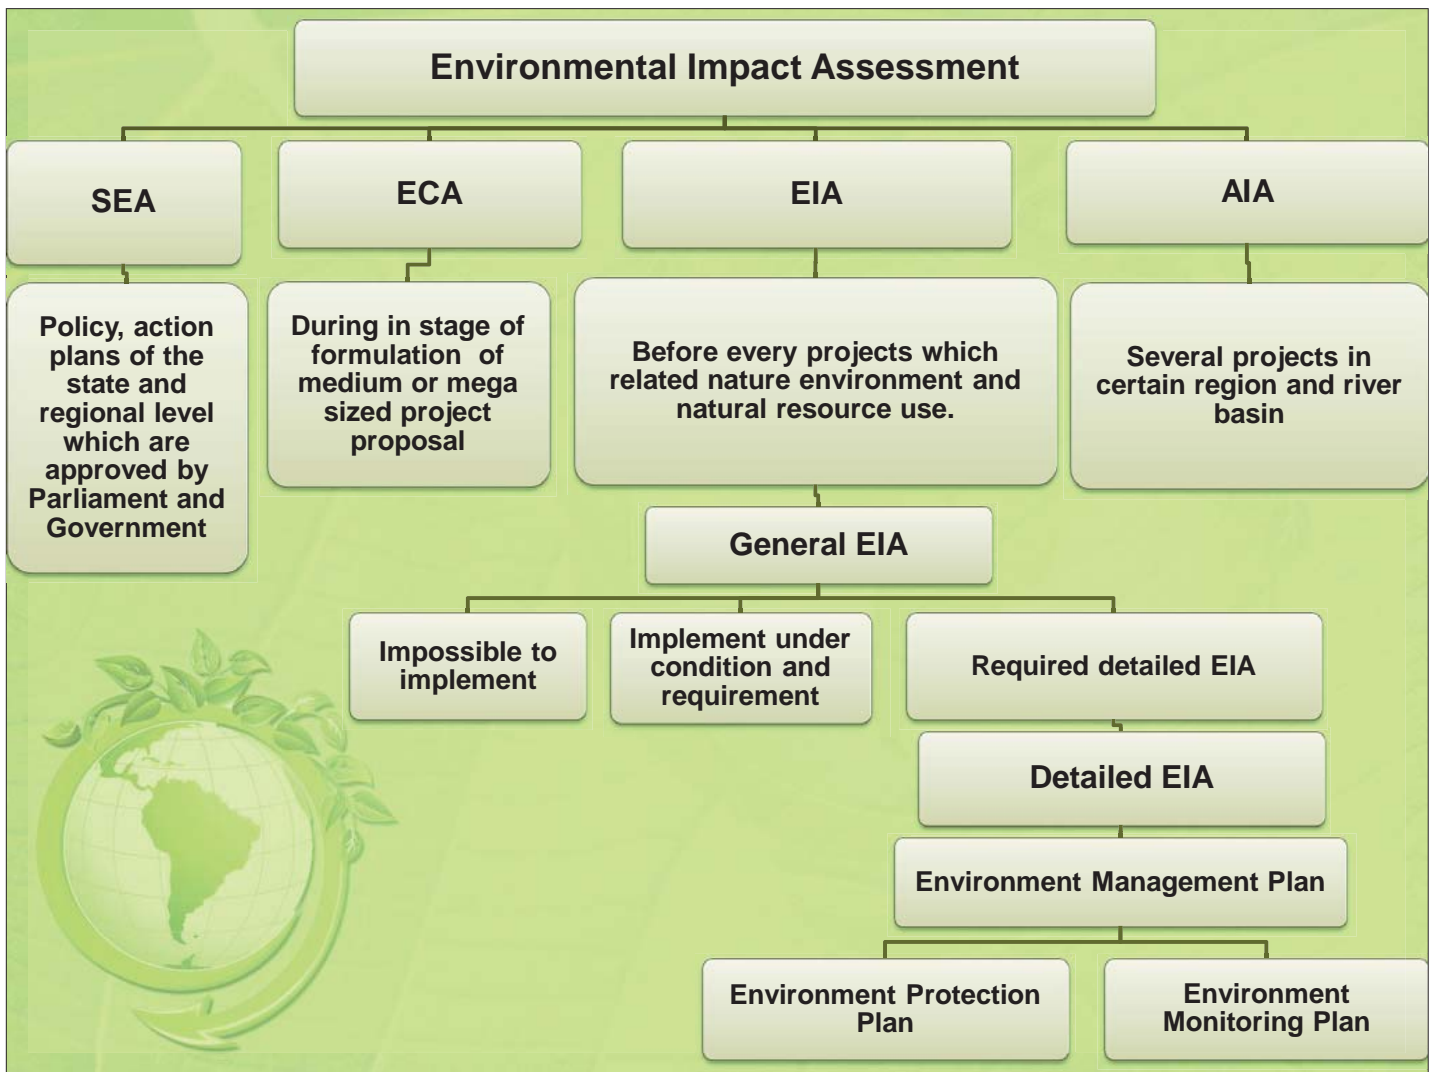 Environmental Impact Assessment
SEA
ECA
EIA
AIA
Policy, action
plans of the
state and
regional level
which are
approved by
Parliament and
Government
During in stage of
formulation of
medium or mega
sized project
proposal
Before every projects which
related nature environment and
natural resource use.
Several projects in
certain region and river
basin
General EIA
Impossible to
implement
Implement under
condition and
requirement
Required detailed EIA
Detailed EIA
Environment Management Plan
Environment Protection
Plan
Environment
Monitoring Plan